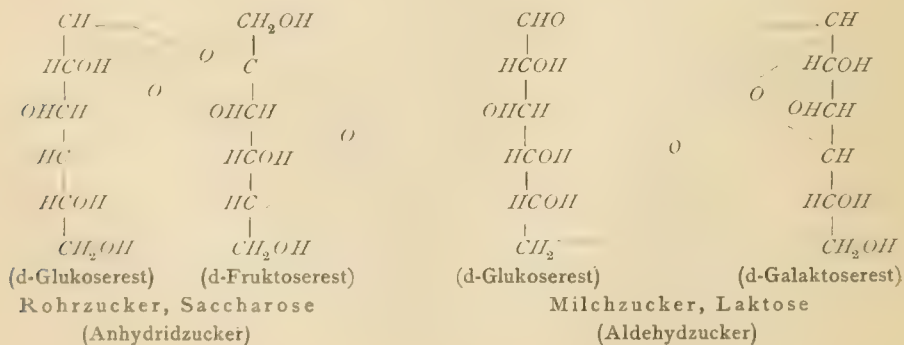 CH CH₂OH CHO CH
O
HCOH C HCOH HCOH
O O
OHCH OHCH OHCH OHCH
O O
HC HCOH HCOH CH
HCOH HC HCOH HCOH
CH₂OH CH₂OH CH₂ CH₂OH
(d-Glukoserest) (d-Fruktoserest) (d-Glukoserest) (d-Galaktoserest)
Rohrzucker, Saccharose Milchzucker, Laktose
(Anhydridzucker) (Aldehydzucker)